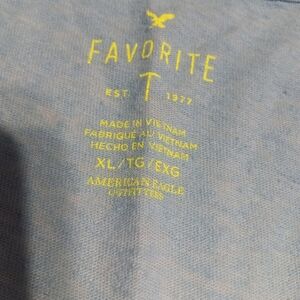 FAVORITE
EST. T 1977
MADE IN VIETNAM
FABRIQUÉ AU VIETNAM
HECHO EN VIETNAM
XL/TG/EXG
AMERICAN EAGLE
OUTFITTERS